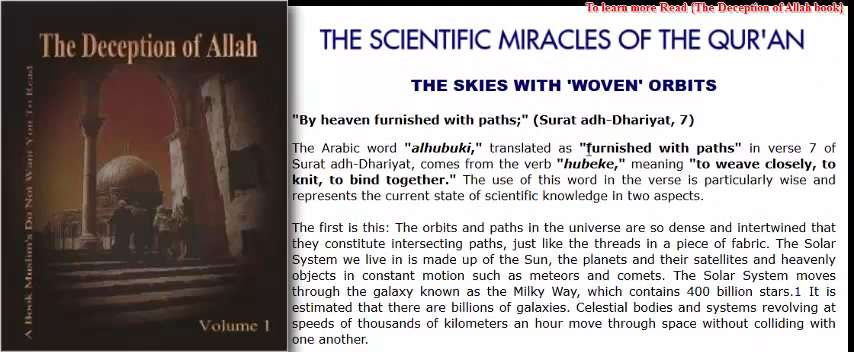 To learn more Read {The Deception of Allah book}
The Deception of Allah
A Book Muslim's Do Not Want You To Read
Volume 1
THE SCIENTIFIC MIRACLES OF THE QUR'AN
THE SKIES WITH 'WOVEN' ORBITS
"By heaven furnished with paths;" (Surat adh-Dhariyat, 7)
The Arabic word "alhubuki," translated as "furnished with paths" in verse 7 of
Surat adh-Dhariyat, comes from the verb "hubeke," meaning "to weave closely, to
knit, to bind together." The use of this word in the verse is particularly wise and
represents the current state of scientific knowledge in two aspects.
The first is this: The orbits and paths in the universe are so dense and intertwined that
they constitute intersecting paths, just like the threads in a piece of fabric. The Solar
System we live in is made up of the Sun, the planets and their satellites and heavenly
objects in constant motion such as meteors and comets. The Solar System moves
through the galaxy known as the Milky Way, which contains 400 billion stars.1 It is
estimated that there are billions of galaxies. Celestial bodies and systems revolving at
speeds of thousands of kilometers an hour move through space without colliding with
one another.